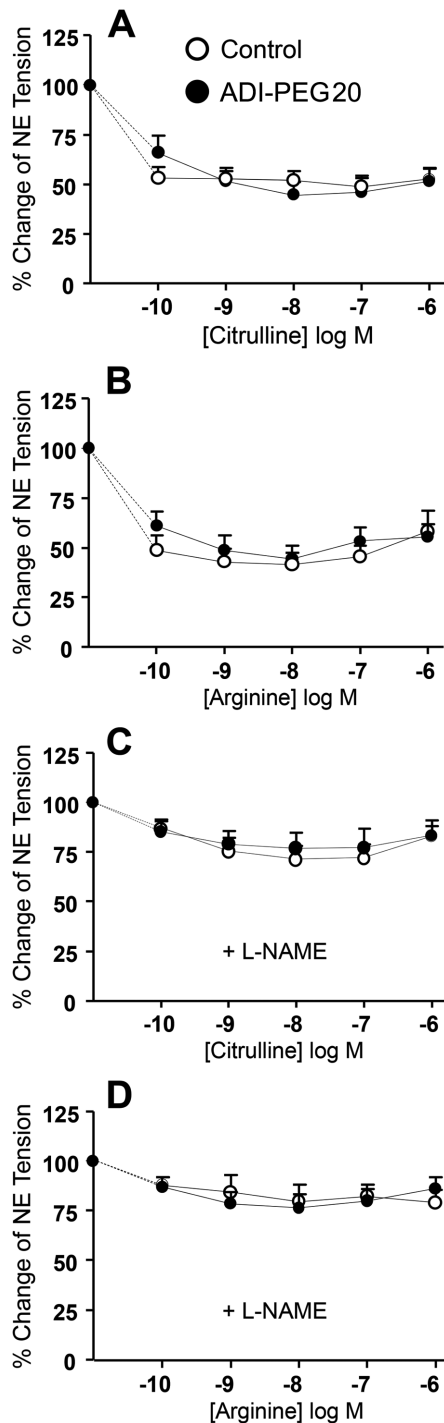 A
Control
ADI-PEG20
% Change of NE Tension
125
100
75
50
25
0
-10 -9 -8 -7 -6
[Citrulline] log M
B
% Change of NE Tension
125
100
75
50
25
0
-10 -9 -8 -7 -6
[Arginine] log M
C
% Change of NE Tension
125
100
75
50
25
0
+ L-NAME
-10 -9 -8 -7 -6
[Citrulline] log M
D
% Change of NE Tension
125
100
75
50
25
0
+ L-NAME
-10 -9 -8 -7 -6
[Arginine] log M